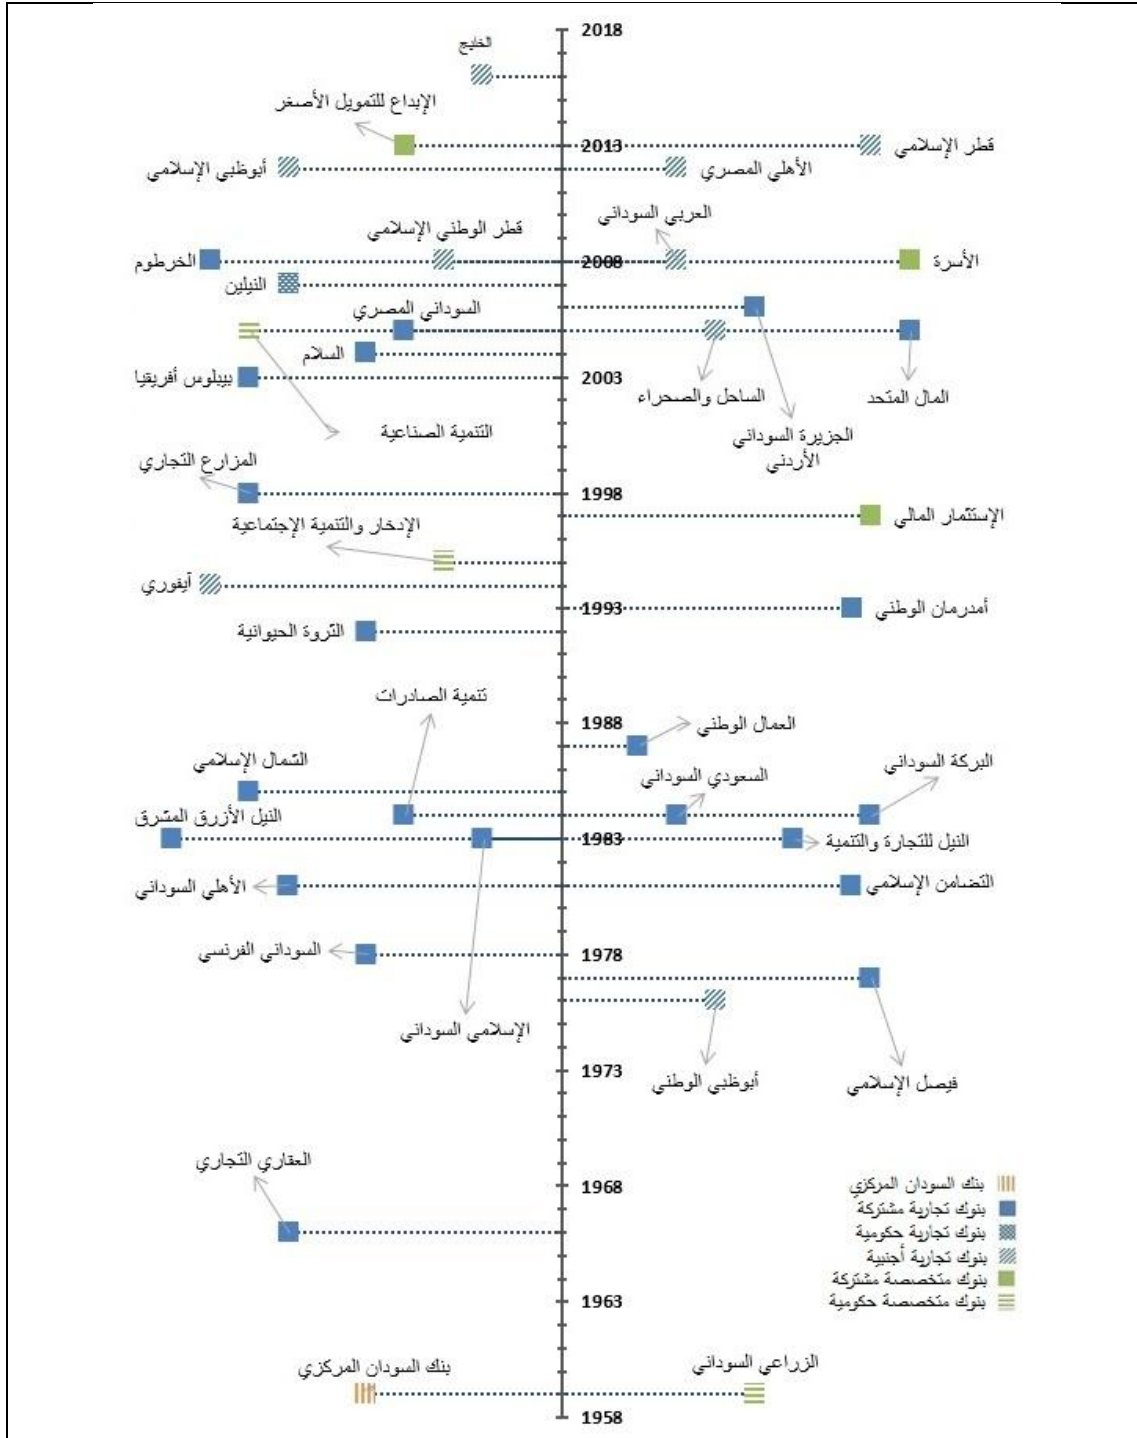 2018
الخليج
الإبداع للتمويل الأصغر
2013
قطر الإسلامي
الأهلي المصري
أبوظبي الإسلامي
العربي السوداني
قطر الوطني الإسلامي
الأسرة
2008
الخرطوم
النيلين
السوداني المصري
السلام
2003
بيبلوس أفريقيا
المال المتحد
الساحل والصحراء
التنمية الصناعية
الجزيرة السوداني
الأردني
المزارع التجاري
1998
الإستثمار المالي
الإدخار والتنمية الإجتماعية
آيفوري
أمدرمان الوطني
1993
الثروة الحيوانية
تنمية الصادرات
1988
العمال الوطني
الشمال الإسلامي
السعودي السوداني
البركة السوداني
النيل الأزرق المشرق
1983
النيل للتجارة والتنمية
الأهلي السوداني
التضامن الإسلامي
السوداني الفرنسي
1978
الإسلامي السوداني
1973
أبوظبي الوطني
فيصل الإسلامي
العقاري التجاري
1968
بنك السودان المركزي
بنوك تجارية مشتركة
بنوك تجارية حكومية
بنوك تجارية أجنبية
بنوك متخصصة مشتركة
بنوك متخصصة حكومية
1963
الزراعي السوداني
بنك السودان المركزي
1958